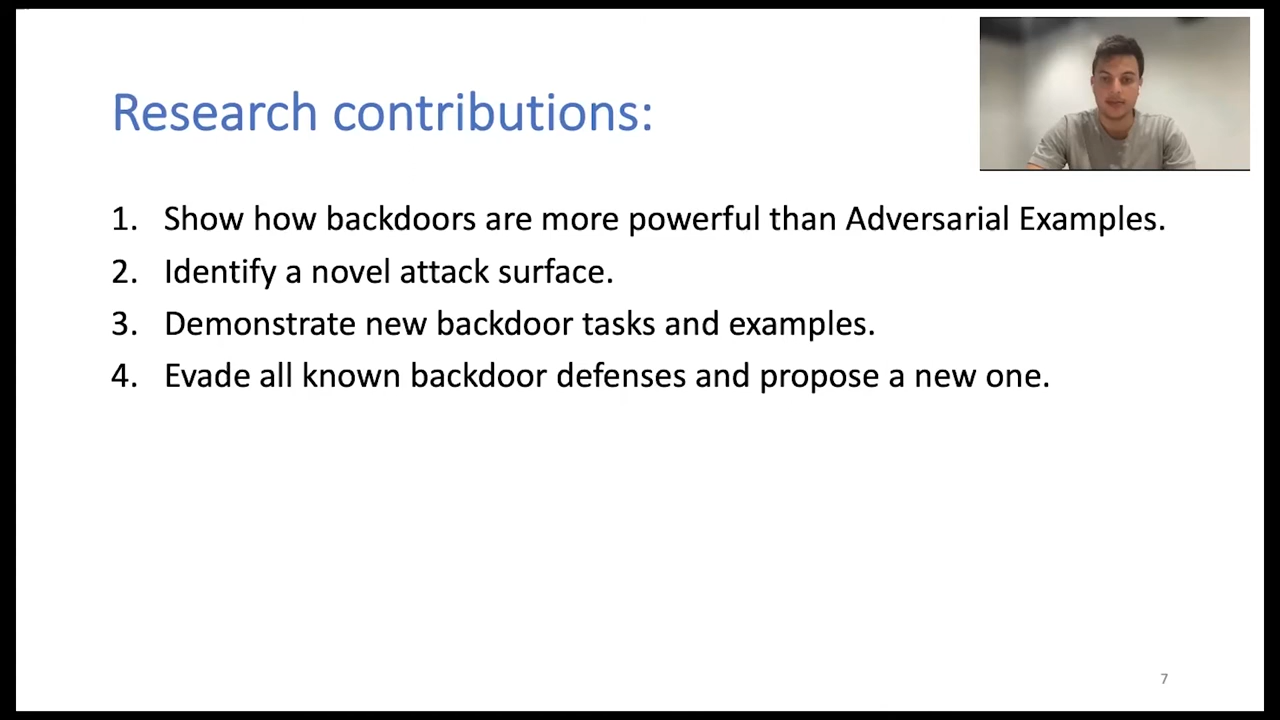 Research contributions:
1. Show how backdoors are more powerful than Adversarial Examples.
2. Identify a novel attack surface.
3. Demonstrate new backdoor tasks and examples.
4. Evade all known backdoor defenses and propose a new one.
7